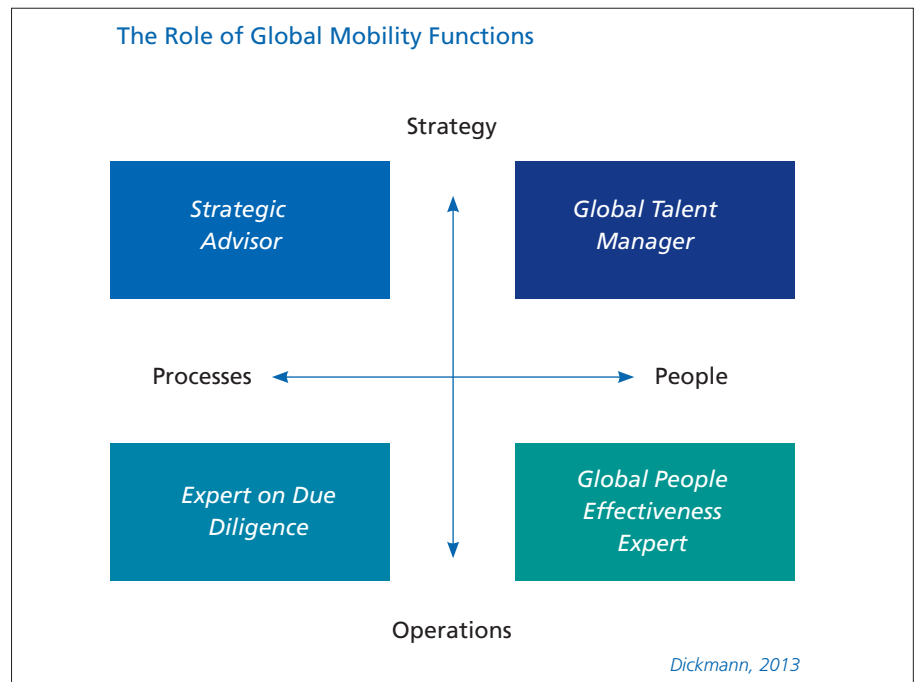 The Role of Global Mobility Functions
Strategy
Strategic
Advisor
Global Talent
Manager
Processes
People
Expert on Due
Diligence
Global People
Effectiveness
Expert
Operations
Dickmann, 2013